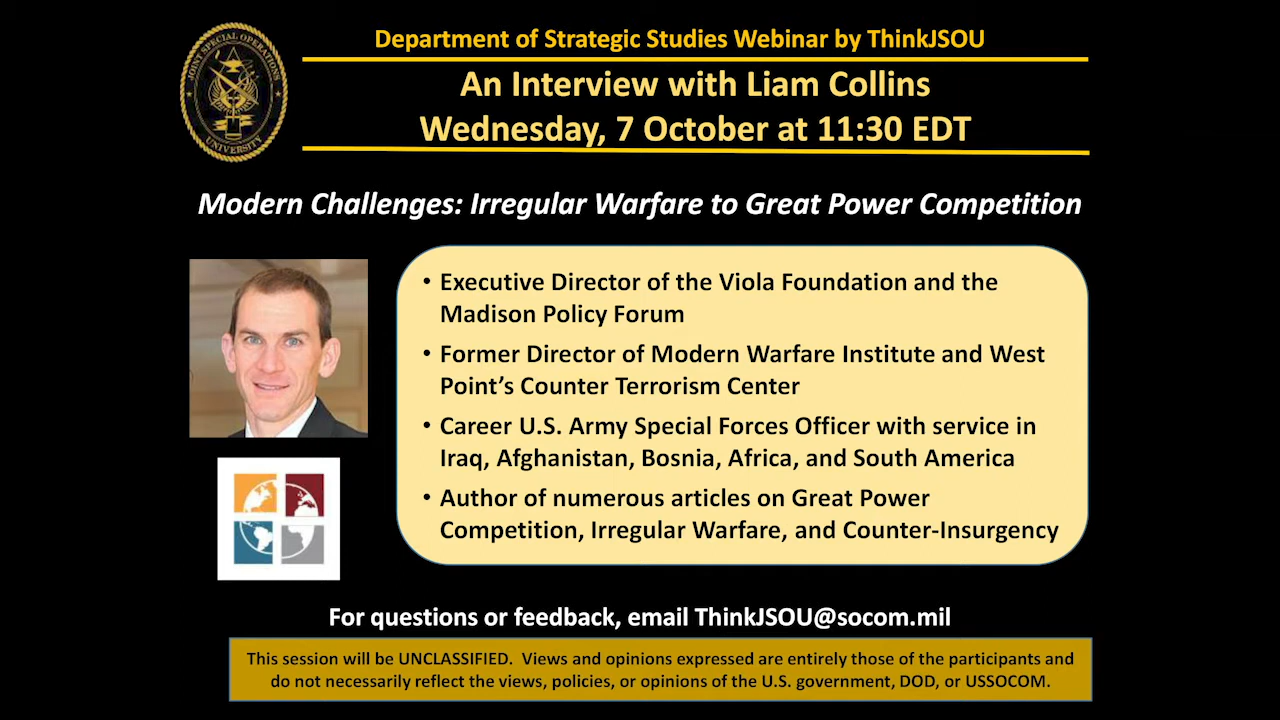 Department of Strategic Studies Webinar by ThinkJSOU
An Interview with Liam Collins
Wednesday, 7 October at 11:30 EDT
JOINT SPECIAL OPERATIONS
UNIVERSITY
Modern Challenges: Irregular Warfare to Great Power Competition
• Executive Director of the Viola Foundation and the
Madison Policy Forum
• Former Director of Modern Warfare Institute and West
Point's Counter Terrorism Center
• Career U.S. Army Special Forces Officer with service in
Iraq, Afghanistan, Bosnia, Africa, and South America
• Author of numerous articles on Great Power
Competition, Irregular Warfare, and Counter-Insurgency
For questions or feedback, email ThinkJSOU@socom.mil
This session will be UNCLASSIFIED.  Views and opinions expressed are entirely those of the participants and
do not necessarily reflect the views, policies, or opinions of the U.S. government, DOD, or USSOCOM.